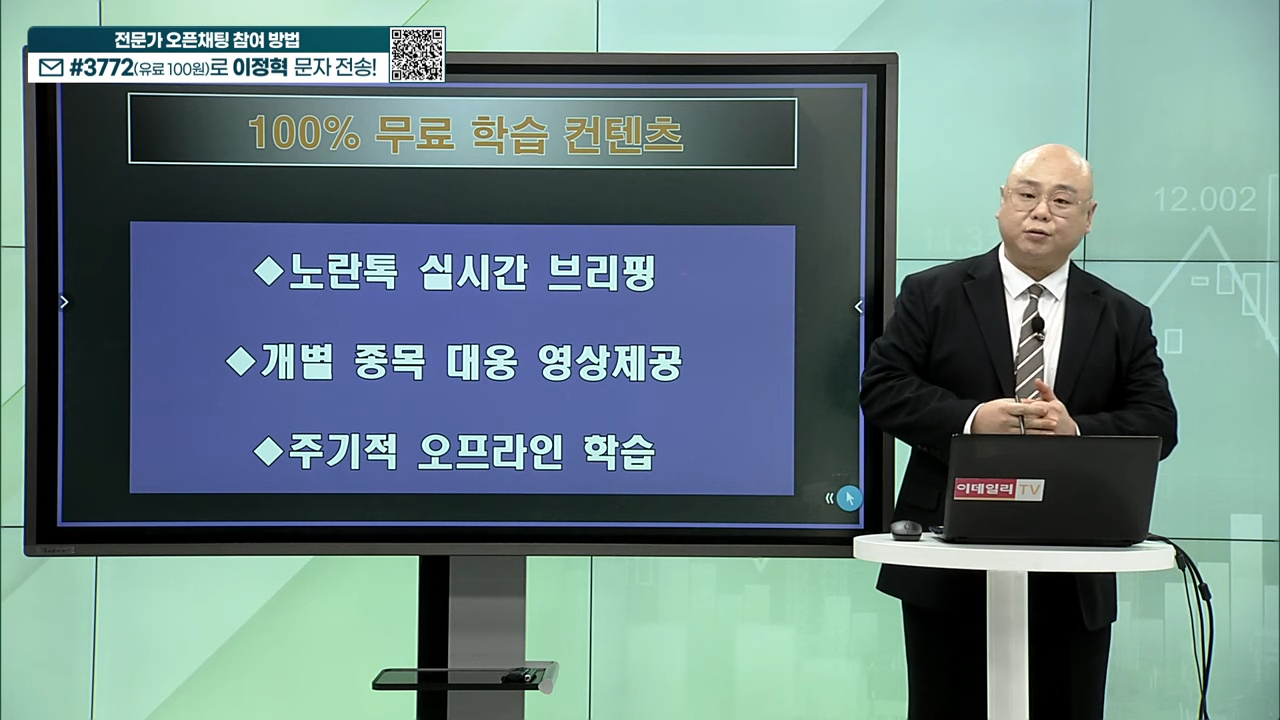 전문가 오픈채팅 참여 방법
#3772(유료 100원)로 이정혁 문자 전송!
100% 무료 학습 컨텐츠
◆노란톡 실시간 브리핑
◆개별 종목 대웅 영상제공
◆주기적 오프라인 학습
12.002
이데일리TV